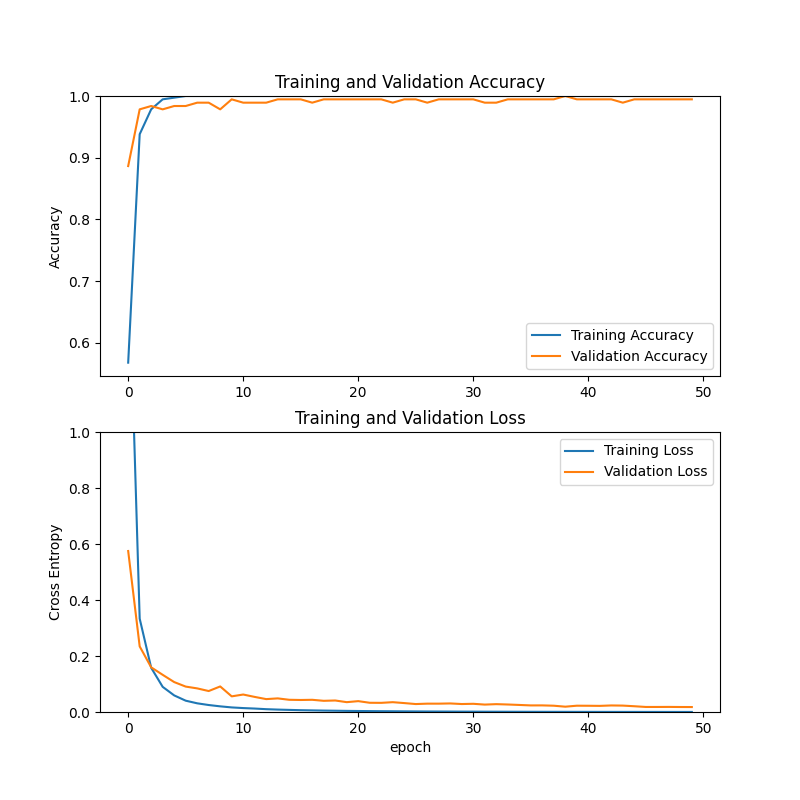 Training and Validation Accuracy
1.0
0.9
0.8
0.7
0.6
Accuracy
Training Accuracy
Validation Accuracy
0 10 20 30 40 50
Training and Validation Loss
1.0
0.8
0.6
0.4
0.2
0.0
Cross Entropy
Training Loss
Validation Loss
0 10 20 30 40 50
epoch